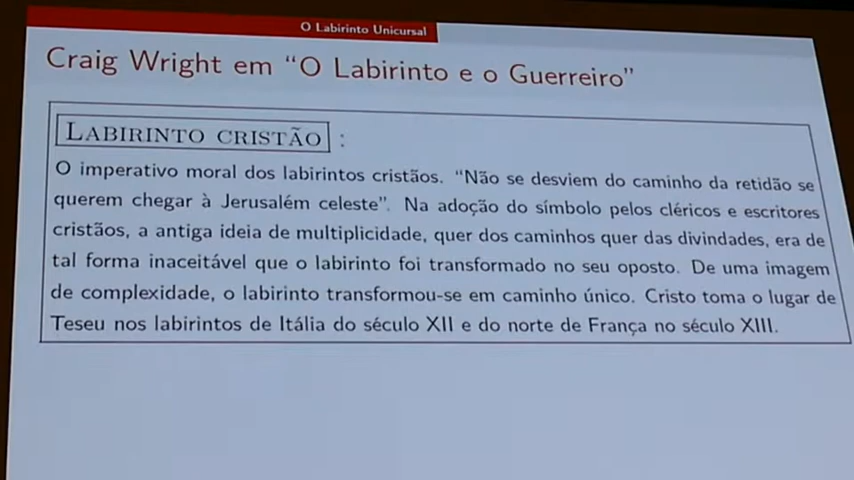 O Labirinto Unicursal
Craig Wright em “O Labirinto e o Guerreiro”
LABIRINTO CRISTÃO :
O imperativo moral dos labirintos cristãos. “Não se desviem do caminho da retidão se
querem chegar à Jerusalém celeste”. Na adoção do símbolo pelos cléricos e escritores
cristãos, a antiga ideia de multiplicidade, quer dos caminhos quer das divindades, era de
tal forma inaceitável que o labirinto foi transformado no seu oposto. De uma imagem
de complexidade, o labirinto transformou-se em caminho único. Cristo toma o lugar de
Teseu nos labirintos de Itália do século XII e do norte de França no século XIII.